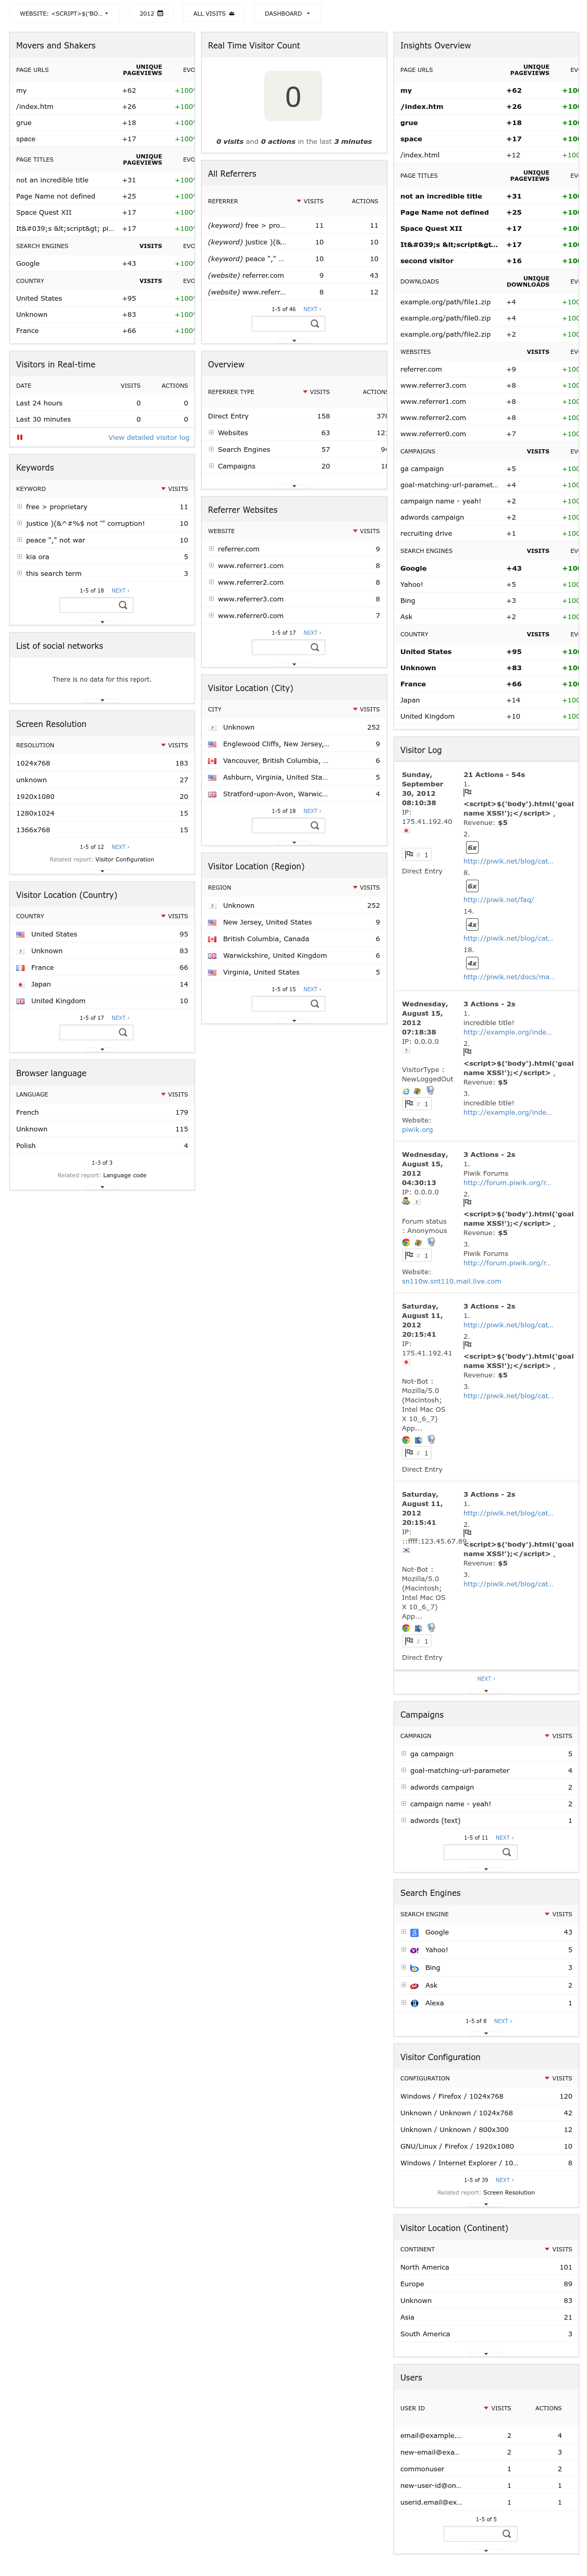 WEBSITE: <SCRIPT>$('BO...
2012
ALL VISITS
DASHBOARD
Movers and Shakers
PAGE URLS UNIQUE PAGEVIEWS EVO
my +62 +100%
/index.htm +26 +100%
grue +18 +100%
space +17 +100%
PAGE TITLES UNIQUE PAGEVIEWS EVO
not an incredible title +31 +100%
Page Name not defined +25 +100%
Space Quest XII +17 +100%
It&#039;s &lt;script&gt; pi... +17 +100%
SEARCH ENGINES VISITS EVO
Google +43 +100%
COUNTRY VISITS EVO
United States +95 +100%
Unknown +83 +100%
France +66 +100%
Visitors in Real-time
DATE VISITS ACTIONS
Last 24 hours 0 0
Last 30 minutes 0 0
View detailed visitor log
Keywords
KEYWORD VISITS
free > proprietary 11
justice )(&^#%$ not '" corruption! 10
peace "," not war 10
kia ora 5
this search term 3
1-5 of 18 NEXT ›
List of social networks
There is no data for this report.
Screen Resolution
RESOLUTION VISITS
1024x768 183
unknown 27
1920x1080 20
1280x1024 15
1366x768 15
1-5 of 12 NEXT ›
Related report: Visitor Configuration
Visitor Location (Country)
COUNTRY VISITS
United States 95
Unknown 83
France 66
Japan 14
United Kingdom 10
1-5 of 17 NEXT ›
Browser language
LANGUAGE VISITS
French 179
Unknown 115
Polish 4
1-3 of 3
Related report: Language code
Real Time Visitor Count
0
0 visits and 0 actions in the last 3 minutes
All Referrers
REFERRER VISITS ACTIONS
(keyword) free > pro... 11 11
(keyword) justice )(&... 10 10
(keyword) peace "," ... 10 10
(website) referrer.com 9 43
(website) www.referr... 8 12
1-5 of 46 NEXT ›
Overview
REFERRER TYPE VISITS ACTIONS
Direct Entry 158 370
Websites 63
Search Engines 57
Campaigns 20
Referrer Websites
WEBSITE VISITS
referrer.com 9
www.referrer1.com 8
www.referrer2.com 8
www.referrer3.com 8
www.referrer0.com 7
1-5 of 17 NEXT ›
Visitor Location (City)
CITY VISITS
Unknown 252
Englewood Cliffs, New Jersey,... 9
Vancouver, British Columbia, ... 6
Ashburn, Virginia, United Sta... 5
Stratford-upon-Avon, Warwic... 4
1-5 of 18 NEXT ›
Visitor Location (Region)
REGION VISITS
Unknown 252
New Jersey, United States 9
British Columbia, Canada 6
Warwickshire, United Kingdom 6
Virginia, United States 5
1-5 of 15 NEXT ›
Insights Overview
PAGE URLS UNIQUE PAGEVIEWS EVO
my +62 +100
/index.htm +26 +100
grue +18 +100
space +17 +100
/index.html +12 +100
PAGE TITLES UNIQUE PAGEVIEWS EVO
not an incredible title +31 +100
Page Name not defined +25 +100
Space Quest XII +17 +100
It&#039;s &lt;script&gt... +17 +100
second visitor +16 +100
DOWNLOADS UNIQUE DOWNLOADS EVO
example.org/path/file1.zip +4 +100
example.org/path/file0.zip +4 +100
example.org/path/file2.zip +2 +100
WEBSITES VISITS EVO
referrer.com +9 +100
www.referrer3.com +8 +100
www.referrer1.com +8 +100
www.referrer2.com +8 +100
www.referrer0.com +7 +100
CAMPAIGNS VISITS EVO
ga campaign +5 +100
goal-matching-url-paramet... +4 +100
campaign name - yeah! +2 +100
adwords campaign +2 +100
recruiting drive +1 +100
SEARCH ENGINES VISITS EVO
Google +43 +100
Yahoo! +5 +100
Bing +3 +100
Ask +2 +100
COUNTRY VISITS EVO
United States +95 +100
Unknown +83 +100
France +66 +100
Japan +14 +100
United Kingdom +10 +100
Visitor Log
Sunday, September 30, 2012 08:10:38
IP: 175.41.192.40
# 1
Direct Entry
21 Actions - 54s
1.
<script>$('body').html('goal name XSS!');</script> , Revenue: $5
2.
6x
http://piwik.net/blog/cat...
8.
6x
http://piwik.net/faq/
14.
4x
http://piwik.net/blog/cat...
18.
4x
http://piwik.net/docs/ma...
Wednesday, August 15, 2012 07:18:38
IP: 0.0.0.0
VisitorType : NewLoggedOut
# 1
Website: piwik.org
3 Actions - 2s
1.
incredible title!
http://example.org/inde...
2.
<script>$('body').html('goal name XSS!');</script> , Revenue: $5
3.
incredible title!
http://example.org/inde...
Wednesday, August 15, 2012 04:30:13
IP: 0.0.0.0
Forum status : Anonymous
# 1
Website: sn110w.snt110.mail.live.com
3 Actions - 2s
1.
Piwik Forums
http://forum.piwik.org/r...
2.
<script>$('body').html('goal name XSS!');</script> , Revenue: $5
3.
Piwik Forums
http://forum.piwik.org/r...
Saturday, August 11, 2012 20:15:41
IP: 175.41.192.41
Not-Bot : Mozilla/5.0 (Macintosh; Intel Mac OS X 10_6_7) App...
# 1
Direct Entry
3 Actions - 2s
1.
http://piwik.net/blog/cat...
2.
<script>$('body').html('goal name XSS!');</script> , Revenue: $5
3.
http://piwik.net/blog/cat...
Saturday, August 11, 2012 20:15:41
IP: ::ffff:123.45.67.89
Not-Bot : Mozilla/5.0 (Macintosh; Intel Mac OS X 10_6_7) App...
# 1
Direct Entry
3 Actions - 2s
1.
http://piwik.net/blog/cat...
2.
<script>$('body').html('goal name XSS!');</script> , Revenue: $5
3.
http://piwik.net/blog/cat...
NEXT ›
Campaigns
CAMPAIGN VISITS
ga campaign 5
goal-matching-url-parameter 4
adwords campaign 2
campaign name - yeah! 2
adwords (text) 1
1-5 of 11 NEXT ›
Search Engines
SEARCH ENGINE VISITS
Google 43
Yahoo! 5
Bing 3
Ask 2
Alexa 1
1-5 of 8 NEXT ›
Visitor Configuration
CONFIGURATION VISITS
Windows / Firefox / 1024x768 120
Unknown / Unknown / 1024x768 42
Unknown / Unknown / 800x300 12
GNU/Linux / Firefox / 1920x1080 10
Windows / Internet Explorer / 10... 8
1-5 of 39 NEXT ›
Related report: Screen Resolution
Visitor Location (Continent)
CONTINENT VISITS
North America 101
Europe 89
Unknown 83
Asia 21
South America 3
Users
USER ID VISITS ACTIONS
email@example.... 2 4
new-email@exa... 2 3
commonuser 1 2
new-user-id@on... 1 1
userid.email@ex... 1 1
1-5 of 5